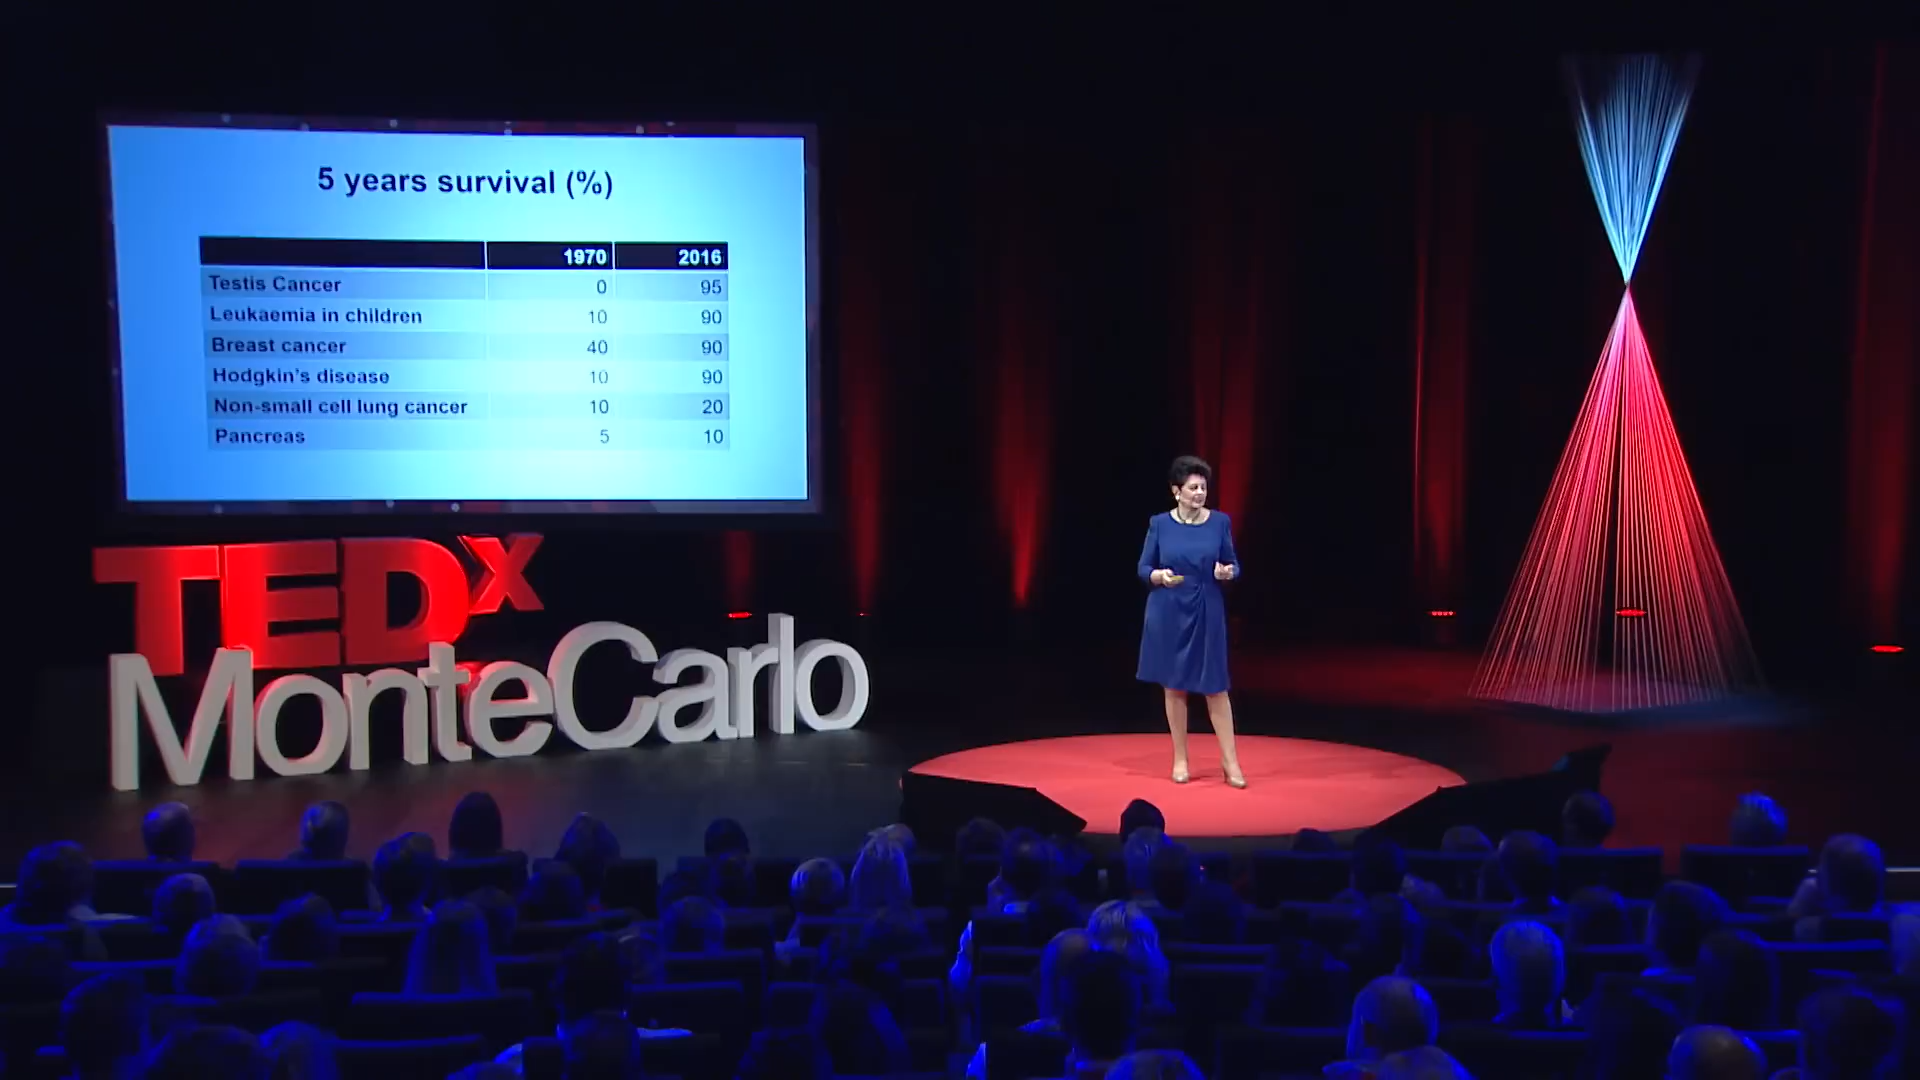 5 years survival (%)
1970 2016
Testis Cancer 0 95
Leukaemia in children 10 90
Breast cancer 40 90
Hodgkin's disease 10 90
Non-small cell lung cancer 10 20
Pancreas 5 10
TEDx
MonteCarlo